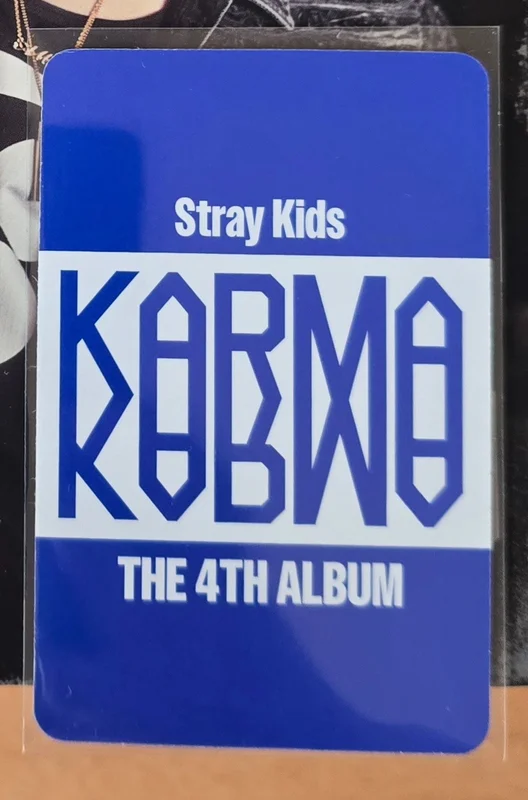 Stray Kids
KARMA
THE 4TH ALBUM